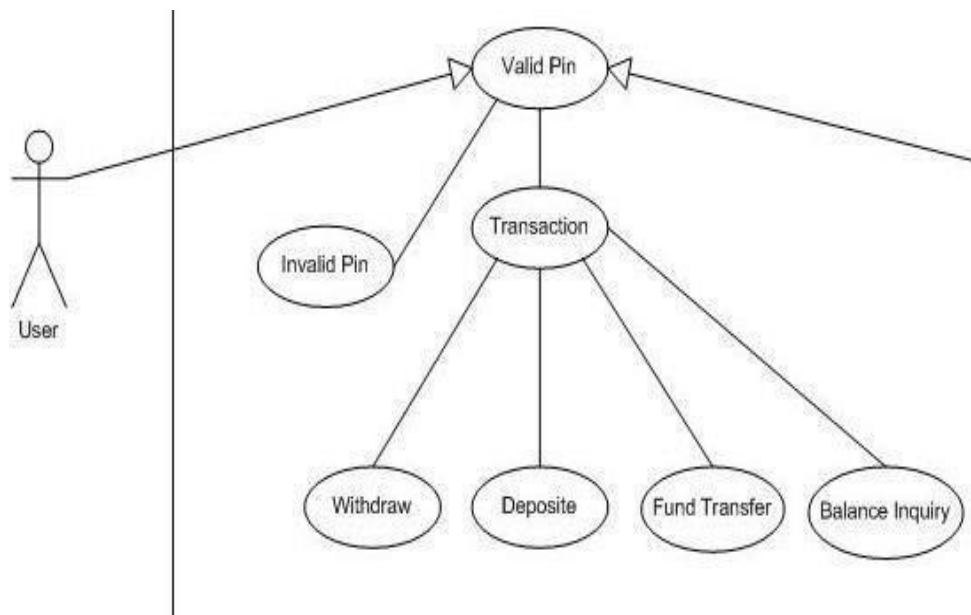 Valid Pin
Transaction
Invalid Pin
User
Withdraw
Deposite
Fund Transfer
Balance Inquiry